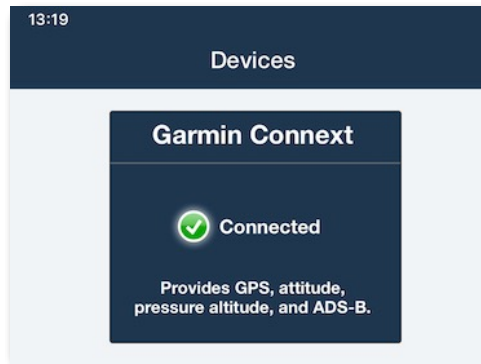 13:19
Devices
Garmin Connext
Connected
Provides GPS, attitude,
pressure altitude, and ADS-B.